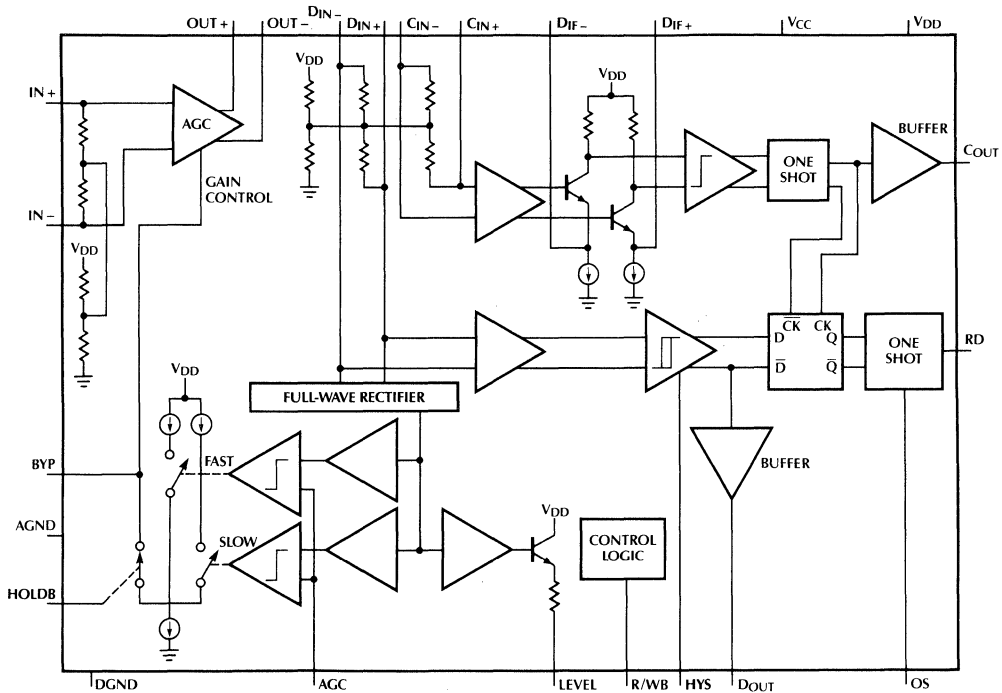 OUT+ OUT− DIN− DIN+ CIN− CIN+ DIF− DIF+ VCC VDD
IN+
AGC
VDD
VDD
BUFFER
ONE
SHOT
COUT
GAIN
CONTROL
IN−
VDD
C̅K̅ CK
D Q
D̅ Q̅
ONE
SHOT
RD
VDD
FULL-WAVE RECTIFIER
BYP
FAST
BUFFER
AGND
SLOW
VDD
CONTROL
LOGIC
HOLDB
DGND AGC LEVEL R/WB HYS DOUT OS